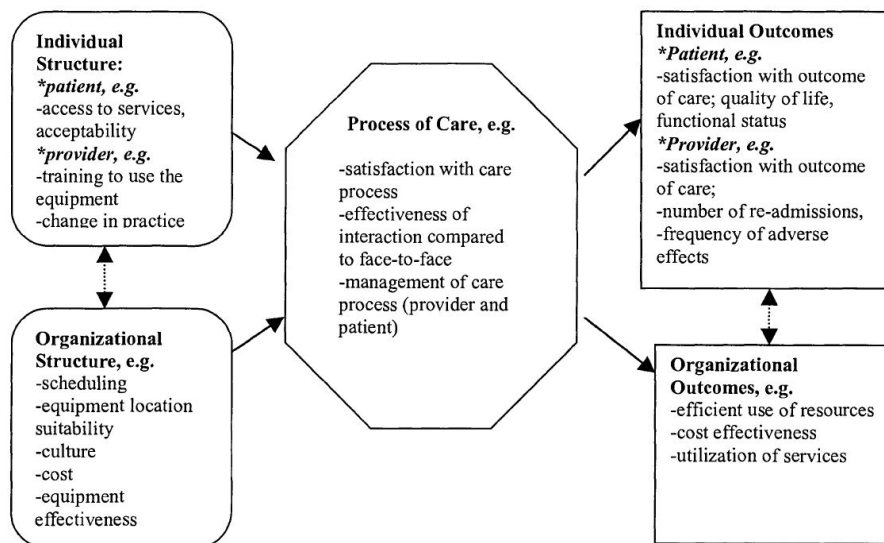 Individual
Structure:
*patient, e.g.
-access to services,
acceptability
*provider, e.g.
-training to use the
equipment
-change in practice
Organizational
Structure, e.g.
-scheduling
-equipment location
suitability
-culture
-cost
-equipment
effectiveness
Process of Care, e.g.
-satisfaction with care
process
-effectiveness of
interaction compared
to face-to-face
-management of care
process (provider and
patient)
Individual Outcomes
*Patient, e.g.
-satisfaction with outcome
of care; quality of life,
functional status
*Provider, e.g.
-satisfaction with outcome
of care;
-number of re-admissions,
-frequency of adverse
effects
Organizational
Outcomes, e.g.
-efficient use of resources
-cost effectiveness
-utilization of services